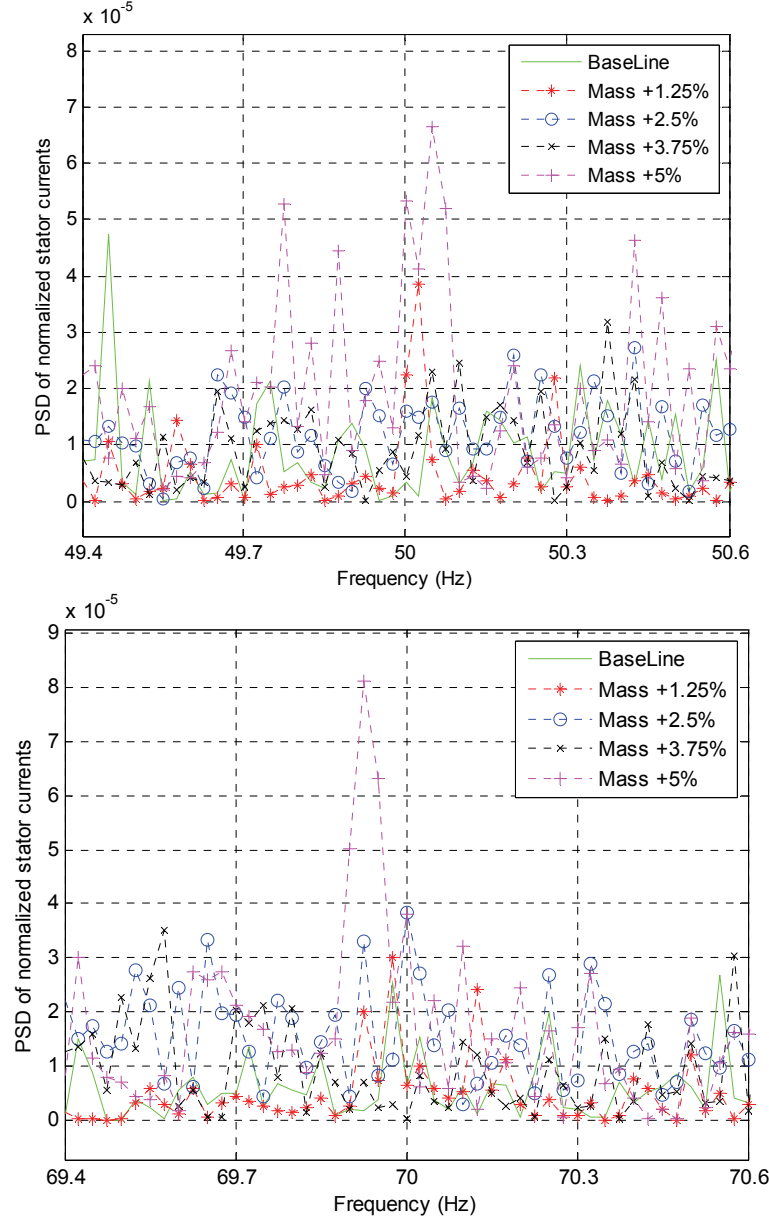 x 10-5
8
7
6
5
4
3
2
1
0
PSD of normalized stator currents
BaseLine
Mass +1.25%
Mass +2.5%
Mass +3.75%
Mass +5%
49.4 49.7 50 50.3 50.6
Frequency (Hz)
x 10-5
9
8
7
6
5
4
3
2
1
0
PSD of normalized stator currents
BaseLine
Mass +1.25%
Mass +2.5%
Mass +3.75%
Mass +5%
69.4 69.7 70 70.3 70.6
Frequency (Hz)